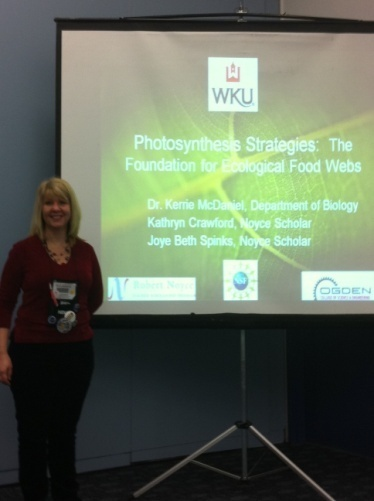 WKU
Photosynthesis Strategies: The
Foundation for Ecological Food Webs
Dr. Kerrie McDaniel, Department of Biology
Kathryn Crawford, Noyce Scholar
Joye Beth Spinks, Noyce Scholar
Robert Noyce
OGDEN